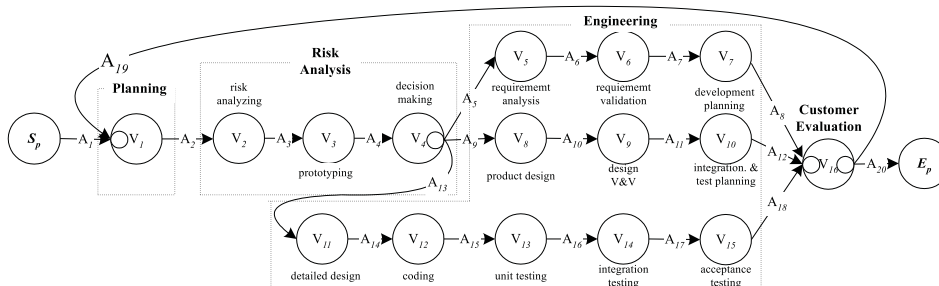 Engineering
A19
Risk
Analysis
Planning
V5
A6
V6
A7
V7
risk
analyzing
decision
making
A5
requiremement
analysis
requiememt
validation
development
planning
A8
Customer
Evaluation
Sp
A1
V1
A2
V2
A3
V3
A4
V4
A9
V8
A10
V9
A11
V10
A12
V16
A20
Ep
prototyping
product design
design
V&V
integration. &
test planning
A13
A18
V11
A14
V12
A15
V13
A16
V14
A17
V15
detailed design
coding
unit testing
integration
testing
acceptance
testing